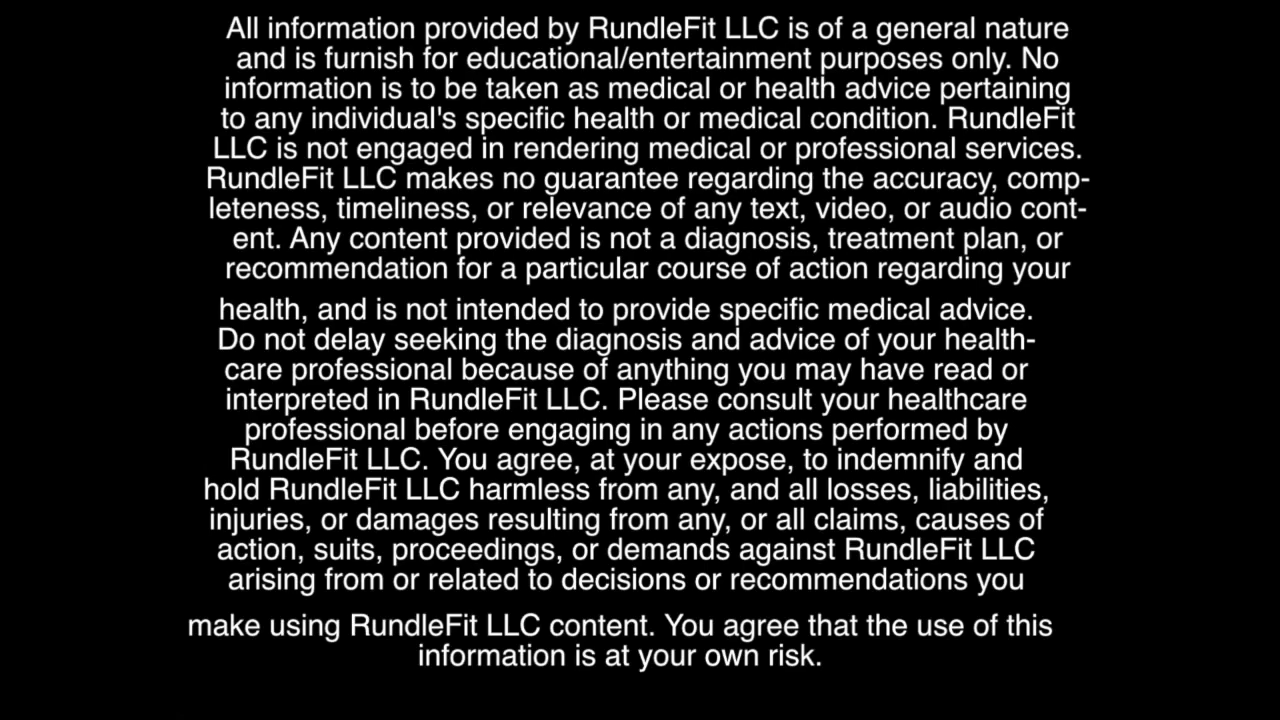 All information provided by RundleFit LLC is of a general nature
and is furnish for educational/entertainment purposes only. No
information is to be taken as medical or health advice pertaining
to any individual's specific health or medical condition. RundleFit
LLC is not engaged in rendering medical or professional services.
RundleFit LLC makes no guarantee regarding the accuracy, comp-
leteness, timeliness, or relevance of any text, video, or audio cont-
ent. Any content provided is not a diagnosis, treatment plan, or
recommendation for a particular course of action regarding your
health, and is not intended to provide specific medical advice.
Do not delay seeking the diagnosis and advice of your health-
care professional because of anything you may have read or
interpreted in RundleFit LLC. Please consult your healthcare
professional before engaging in any actions performed by
RundleFit LLC. You agree, at your expose, to indemnify and
hold RundleFit LLC harmless from any, and all losses, liabilities,
injuries, or damages resulting from any, or all claims, causes of
action, suits, proceedings, or demands against RundleFit LLC
arising from or related to decisions or recommendations you
make using RundleFit LLC content. You agree that the use of this
information is at your own risk.